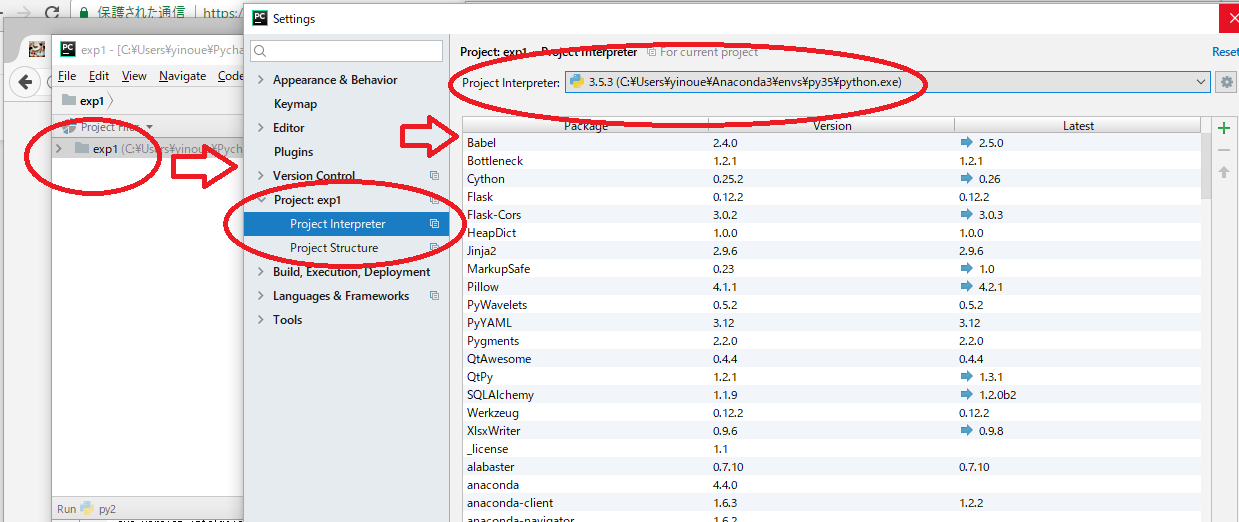 保護された通信
https:/
exp1 - [C:¥Users¥yinoue¥Pycha
File Edit View Navigate Code
exp1
Project Files
exp1 (C:¥Users¥yinoue¥Pych
Run py2
Settings
Appearance & Behavior
Keymap
Editor
Plugins
Version Control
Project: exp1
Project Interpreter
Project Structure
Build, Execution, Deployment
Languages & Frameworks
Tools
Project: exp1 Project Interpreter For current project Reset
Project Interpreter: 3.5.3 (C:¥Users¥yinoue¥Anaconda3¥envs¥py35¥python.exe)
Package Version Latest
Babel 2.4.0 2.5.0
Bottleneck 1.2.1 1.2.1
Cython 0.25.2 0.26
Flask 0.12.2 0.12.2
Flask-Cors 3.0.2 3.0.3
HeapDict 1.0.0 1.0.0
Jinja2 2.9.6 2.9.6
MarkupSafe 0.23 1.0
Pillow 4.1.1 4.2.1
PyWavelets 0.5.2 0.5.2
PyYAML 3.12 3.12
Pygments 2.2.0 2.2.0
QtAwesome 0.4.4 0.4.4
QtPy 1.2.1 1.3.1
SQLAlchemy 1.1.9 1.2.0b2
Werkzeug 0.12.2 0.12.2
XlsxWriter 0.9.6 0.9.8
_license 1.1
alabaster 0.7.10 0.7.10
anaconda 4.4.0
anaconda-client 1.6.3 1.2.2
anaconda-navigator 1.6.2